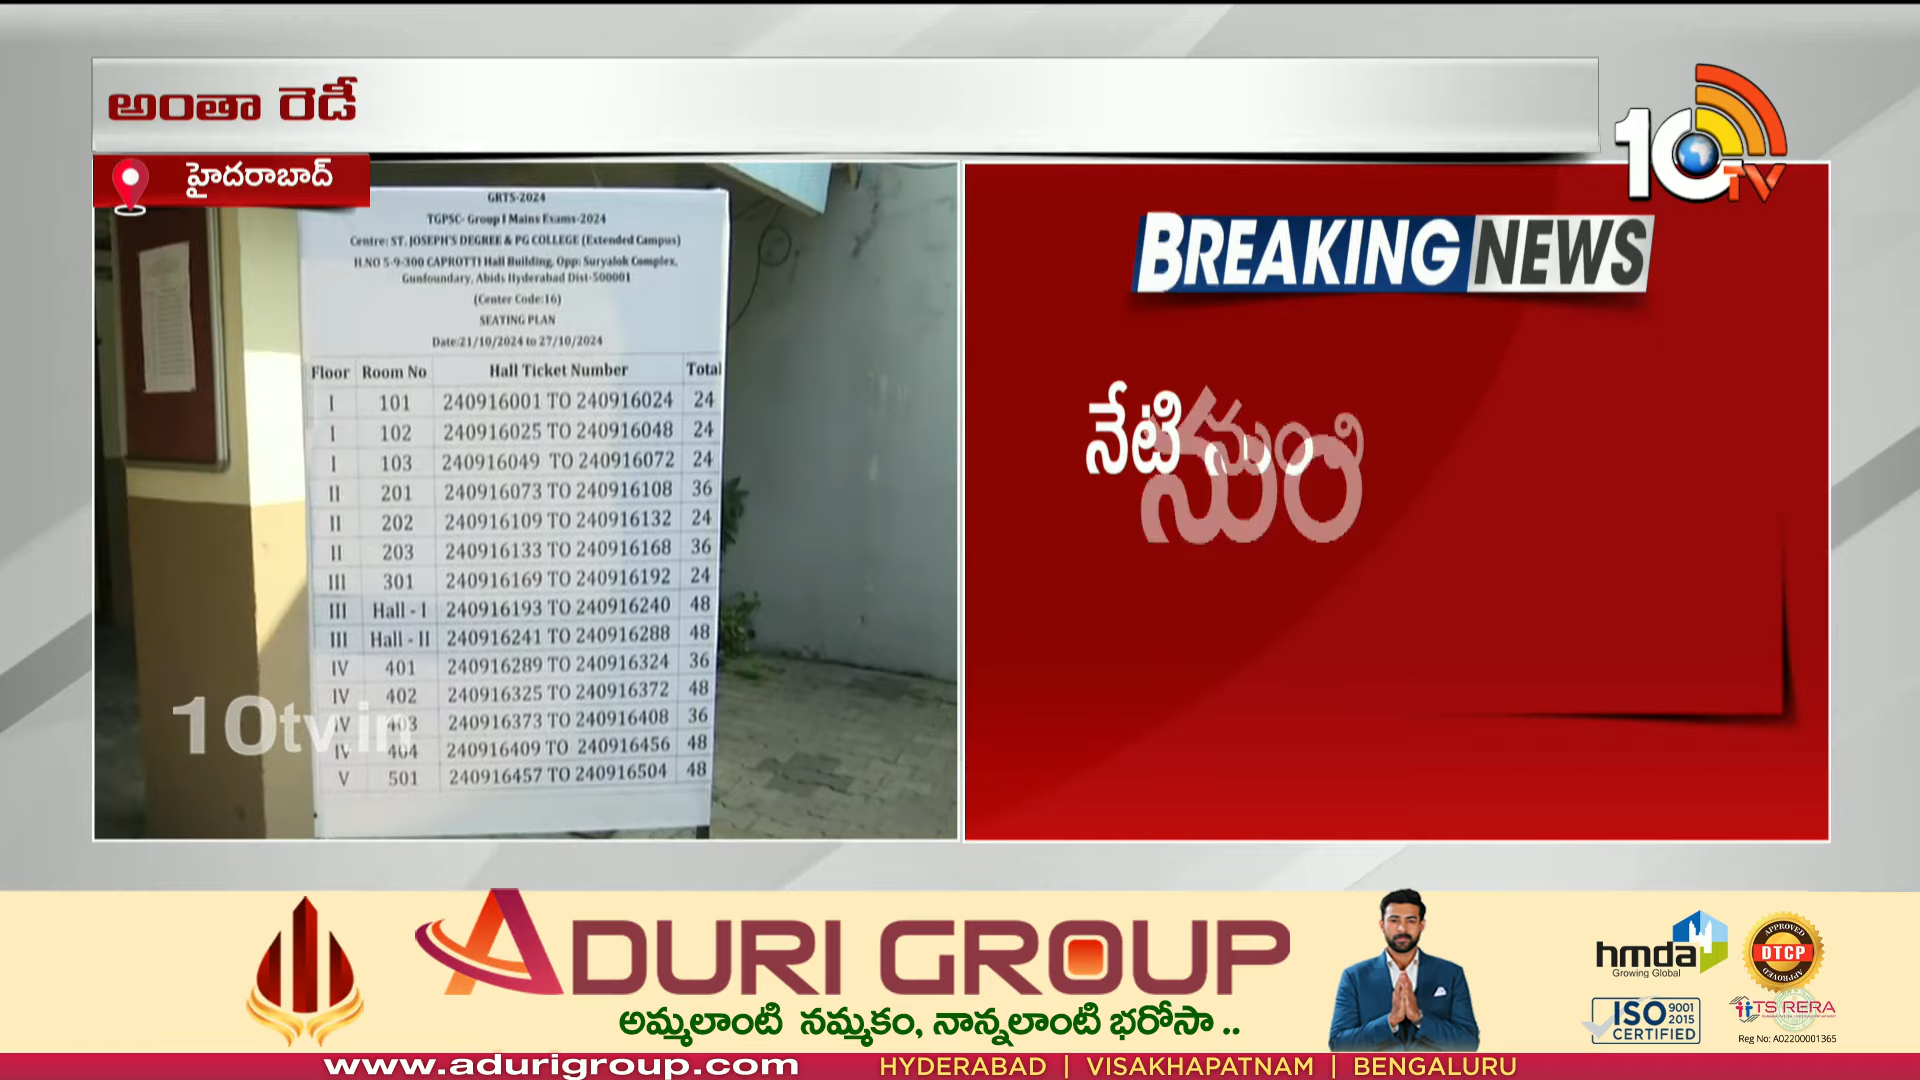 అంతా రెడీ
10TV
హైదరాబాద్
GRTS-2024
TGPSC- Group I Mains Exams-2024
Centre: ST. JOSEPH'S DEGREE & PG COLLEGE (Extended Campus)
H.NO 5-9-300 CAPROTTI Hall Building, Opp: Suryalok Complex,
Gunfoundary, Abids Hyderabad Dist-500001
(Center Code:16)
SEATING PLAN
Date:21/10/2024 to 27/10/2024
Floor Room No Hall Ticket Number Total
I 101 240916001 TO 240916024 24
I 102 240916025 TO 240916048 24
I 103 240916049 TO 240916072 24
II 201 240916073 TO 240916108 36
II 202 240916109 TO 240916132 24
II 203 240916133 TO 240916168 36
III 301 240916169 TO 240916192 24
III Hall - I 240916193 TO 240916240 48
III Hall - II 240916241 TO 240916288 48
IV 401 240916289 TO 240916324 36
IV 402 240916325 TO 240916372 48
IV 403 240916373 TO 240916408 36
IV 404 240916409 TO 240916456 48
V 501 240916457 TO 240916504 48
10tv.in
BREAKING NEWS
నేటి నుం
ADURI GROUP
అమ్మలాంటి నమ్మకం, నాన్నలాంటి భరోసా ..
hmda
Growing Global
APPROVED
DTCP
APPROVED
ISO 9001 2015
CERTIFIED
TS RERA
Reg No: A02200001365
www.adurigroup.com
HYDERABAD | VISAKHAPATNAM | BENGALURU